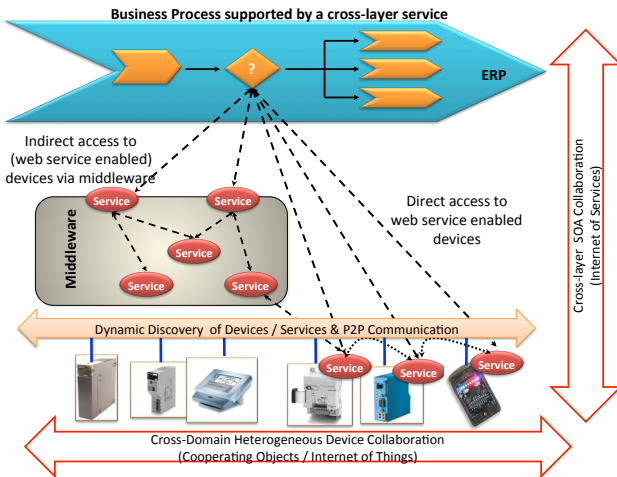 Business Process supported by a cross-layer service
?
ERP
Indirect access to
(web service enabled)
devices via middleware
Direct access to
web service enabled
devices
Service
Service
Service
Service
Service
Middleware
Dynamic Discovery of Devices / Services & P2P Communication
Service
Service
Service
Cross-Domain Heterogeneous Device Collaboration
(Cooperating Objects / Internet of Things)
Cross-layer SOA Collaboration
(Internet of Services)